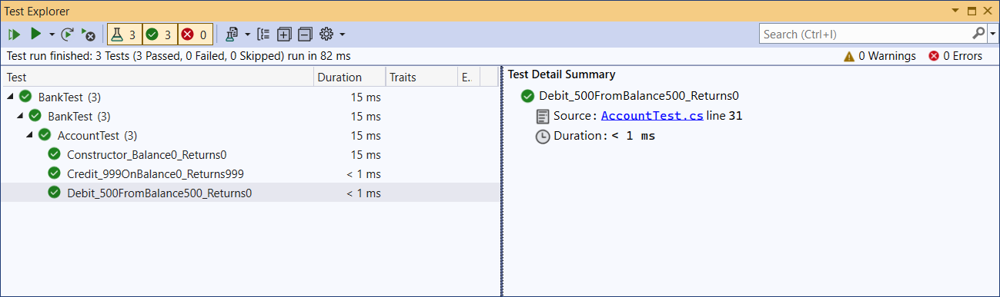 Test Explorer
3 3 0 Search (Ctrl+I)
Test run finished: 3 Tests (3 Passed, 0 Failed, 0 Skipped) run in 82 ms 0 Warnings 0 Errors
Test Duration Traits E..
BankTest (3) 15 ms
BankTest (3) 15 ms
AccountTest (3) 15 ms
Constructor_Balance0_Returns0 15 ms
Credit_999OnBalance0_Returns999 < 1 ms
Debit_500FromBalance500_Returns0 < 1 ms
Test Detail Summary
Debit_500FromBalance500_Returns0
Source: AccountTest.cs line 31
Duration: < 1 ms